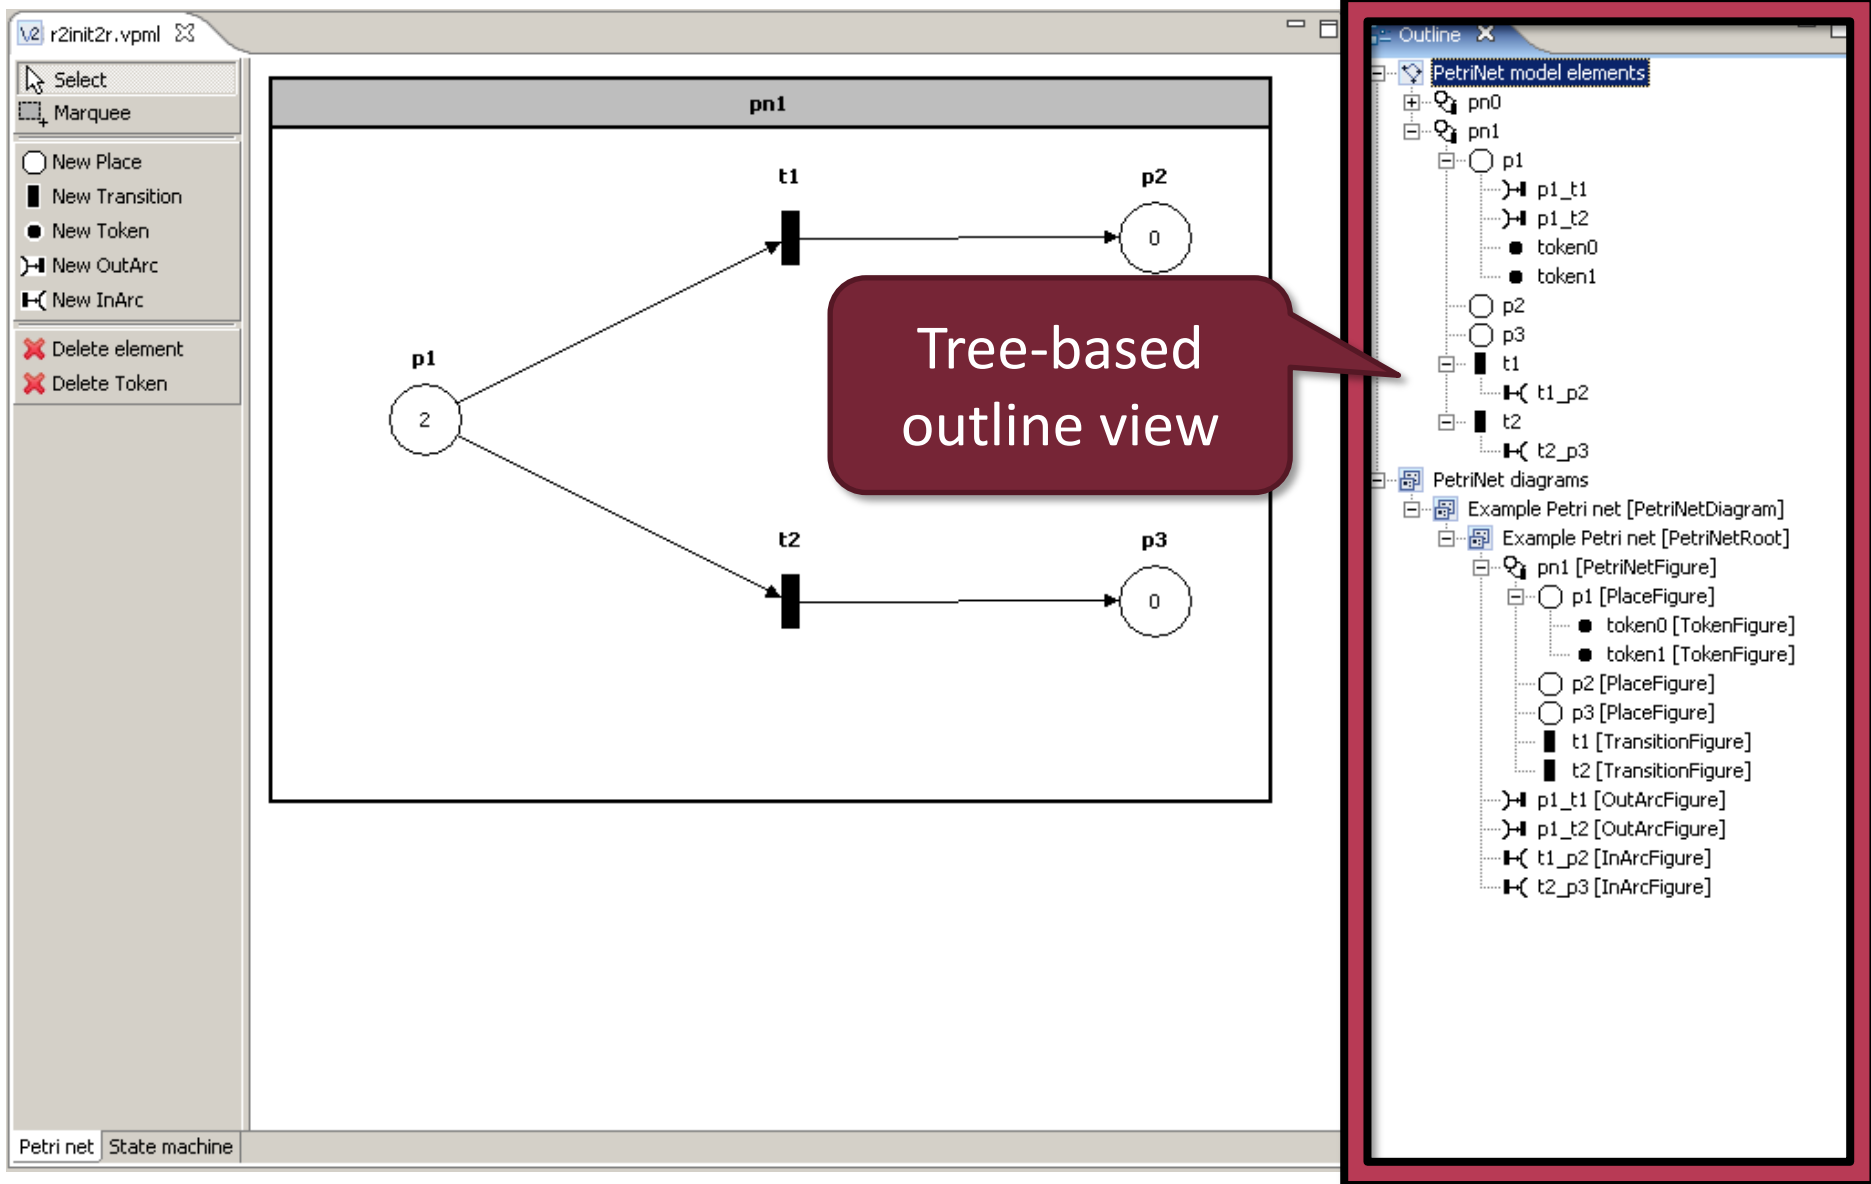 r2init2r.vpml
Select
Marquee
New Place
New Transition
New Token
New OutArc
New InArc
Delete element
Delete Token
pn1
t1
p2
0
p1
2
t2
p3
0
Tree-based
outline view
Petri net
State machine
Outline
PetriNet model elements
pn0
pn1
p1
p1_t1
p1_t2
token0
token1
p2
p3
t1
t1_p2
t2
t2_p3
PetriNet diagrams
Example Petri net [PetriNetDiagram]
Example Petri net [PetriNetRoot]
pn1 [PetriNetFigure]
p1 [PlaceFigure]
token0 [TokenFigure]
token1 [TokenFigure]
p2 [PlaceFigure]
p3 [PlaceFigure]
t1 [TransitionFigure]
t2 [TransitionFigure]
p1_t1 [OutArcFigure]
p1_t2 [OutArcFigure]
t1_p2 [InArcFigure]
t2_p3 [InArcFigure]